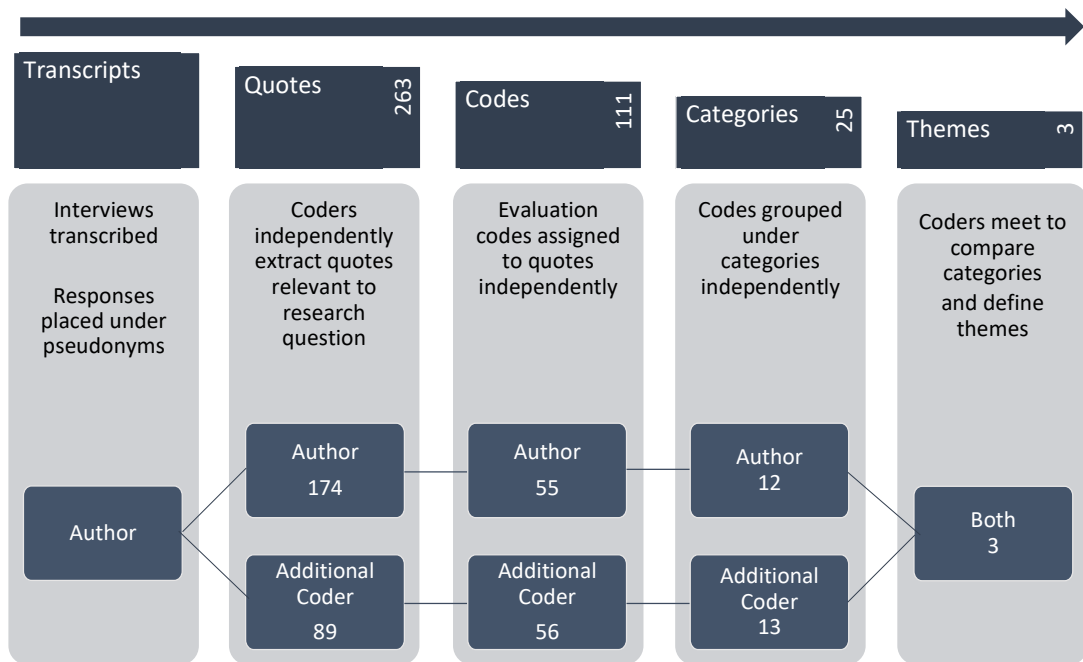 Transcripts
Quotes
263
Codes
111
Categories
25
Themes
3
Interviews
transcribed
Responses
placed under
pseudonyms
Coders
independently
extract quotes
relevant to
research
question
Evaluation
codes assigned
to quotes
independently
Codes grouped
under
categories
independently
Coders meet to
compare
categories
and define
themes
Author
Author
174
Additional
Coder
89
Author
55
Additional
Coder
56
Author
12
Additional
Coder
13
Both
3